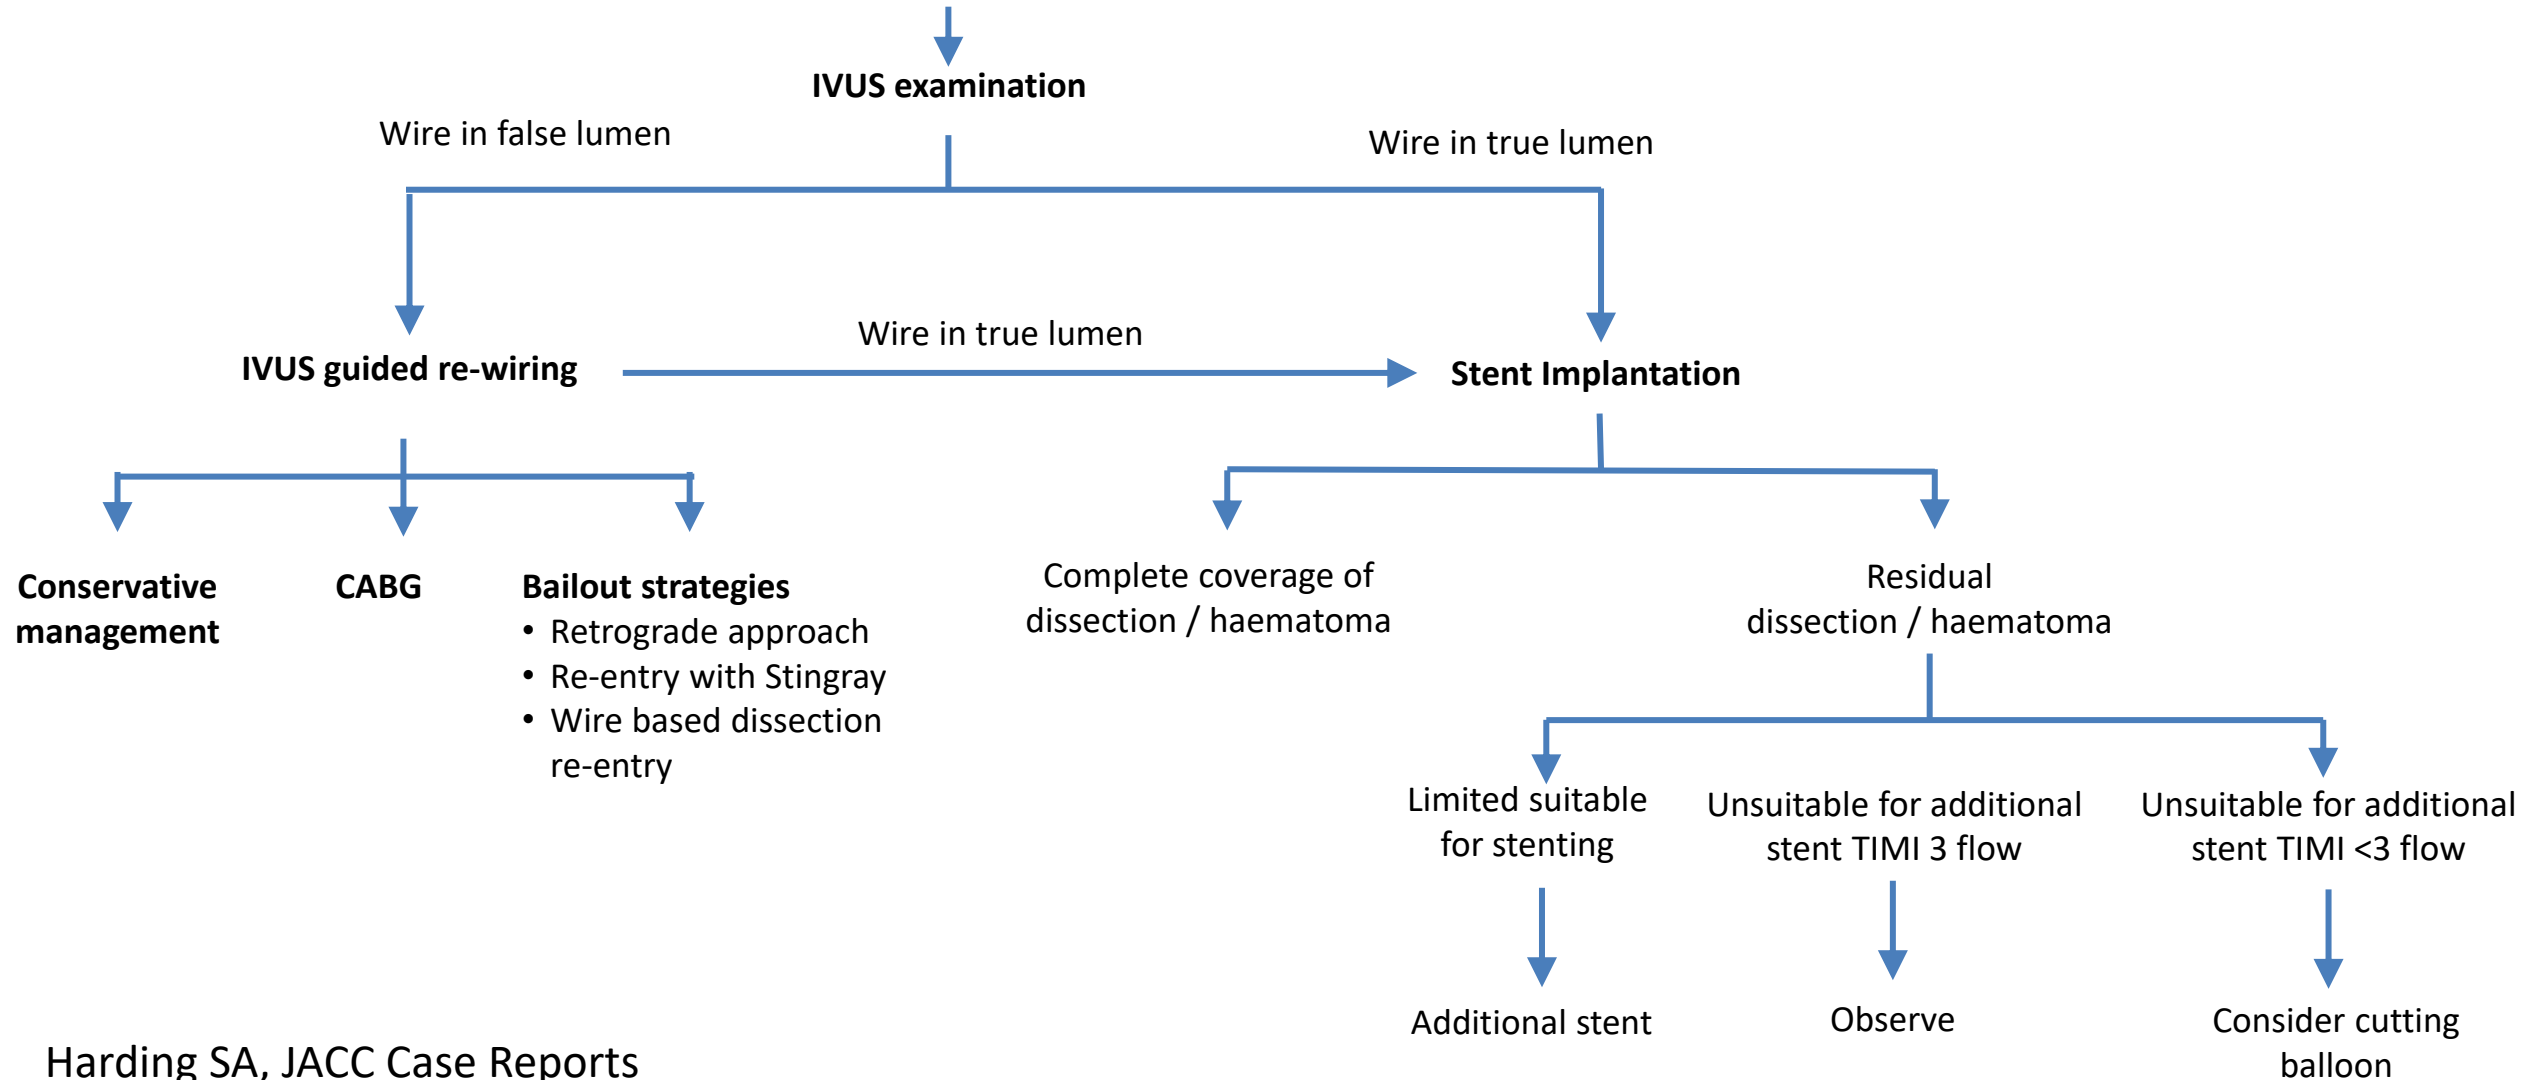 IVUS examination
Wire in false lumen
Wire in true lumen
Wire in true lumen
IVUS guided re-wiring
Stent Implantation
Conservative
management
CABG
Bailout strategies
• Retrograde approach
• Re-entry with Stingray
• Wire based dissection
re-entry
Complete coverage of
dissection / haematoma
Residual
dissection / haematoma
Limited suitable
for stenting
Unsuitable for additional
stent TIMI 3 flow
Unsuitable for additional
stent TIMI <3 flow
Additional stent
Observe
Consider cutting
balloon
Harding SA, JACC Case Reports